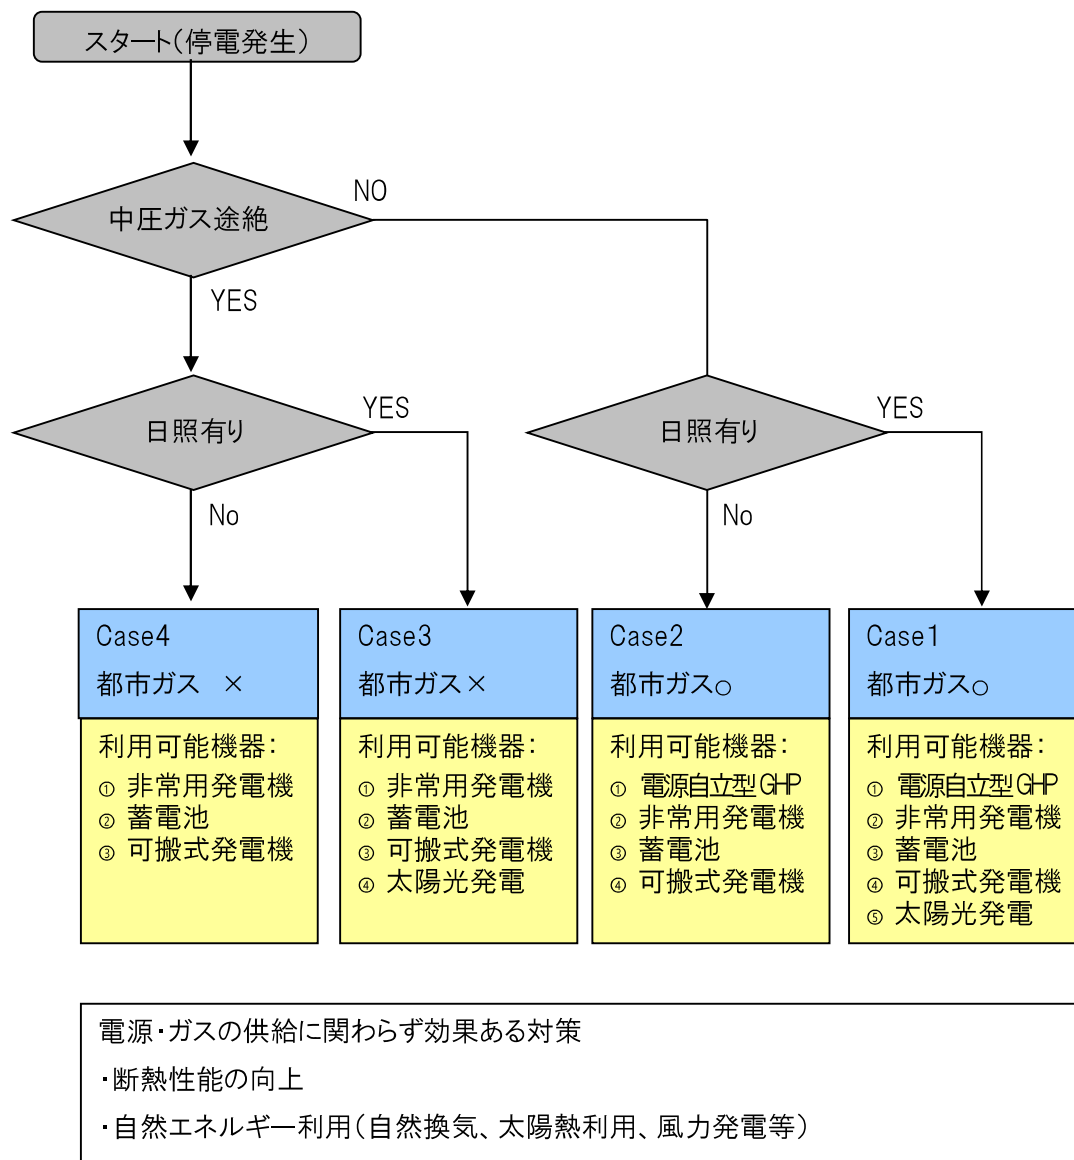 スタート(停電発生)
中圧ガス途絶
NO
YES
日照有り
YES
No
日照有り
YES
No
Case4
都市ガス ×
利用可能機器:
① 非常用発電機
② 蓄電池
③ 可搬式発電機
Case3
都市ガス×
利用可能機器:
① 非常用発電機
② 蓄電池
③ 可搬式発電機
④ 太陽光発電
Case2
都市ガス○
利用可能機器:
① 電源自立型GHP
② 非常用発電機
③ 蓄電池
④ 可搬式発電機
Case1
都市ガス○
利用可能機器:
① 電源自立型GHP
② 非常用発電機
③ 蓄電池
④ 可搬式発電機
⑤ 太陽光発電
電源・ガスの供給に関わらず効果ある対策
・断熱性能の向上
・自然エネルギー利用(自然換気、太陽熱利用、風力発電等)